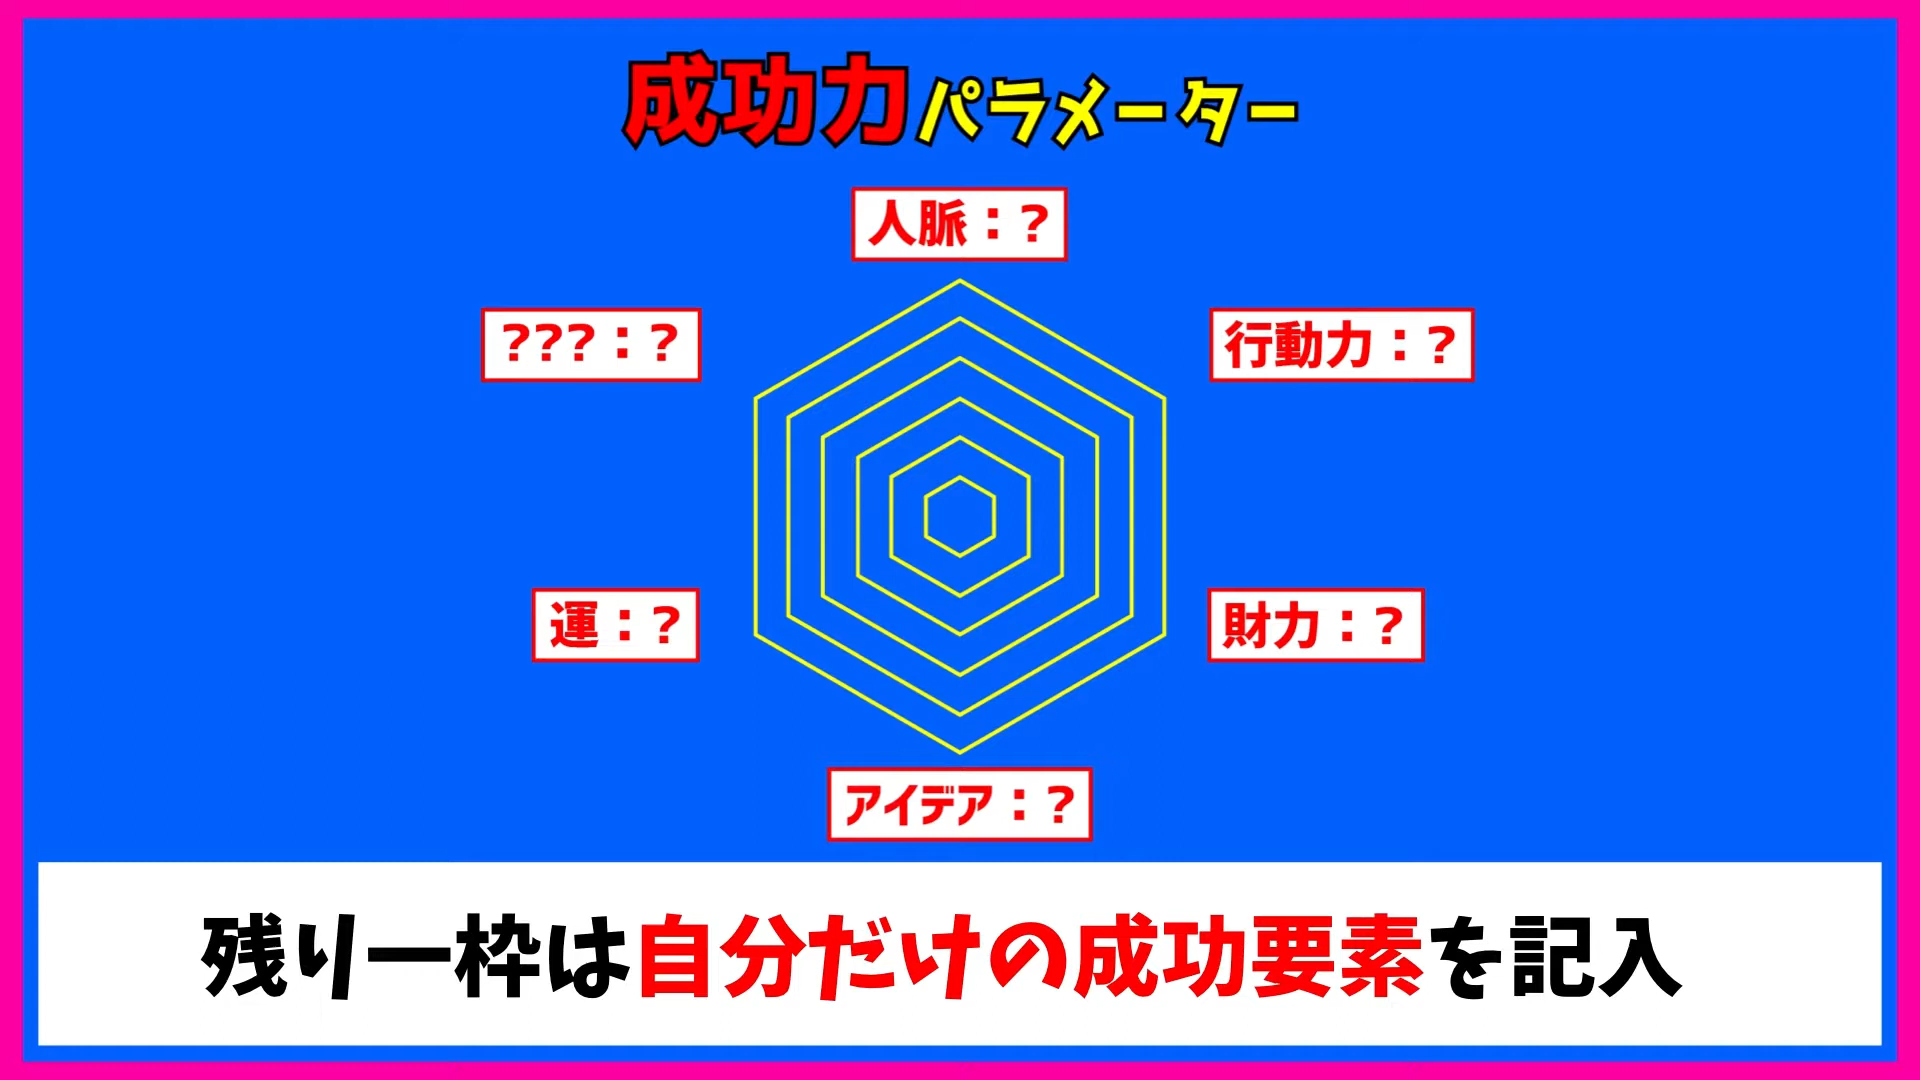 成功力パラメーター
人脈：?
???：?
行動力：?
運：?
財力：?
アイデア：?
残り一枠は自分だけの成功要素を記入